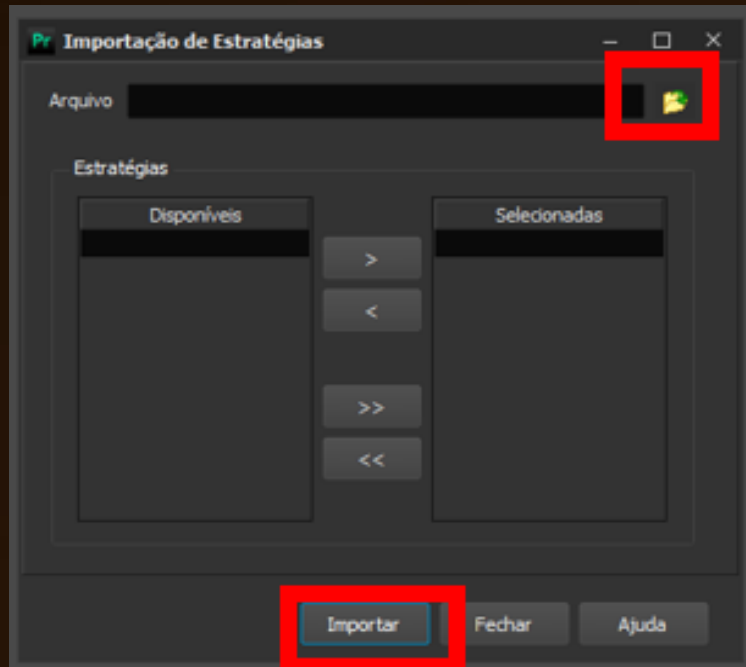 Pr Importação de Estratégias
Arquivo
Estratégias
Disponíveis
Selecionadas
>
<
>>
<<
Importar Fechar Ajuda